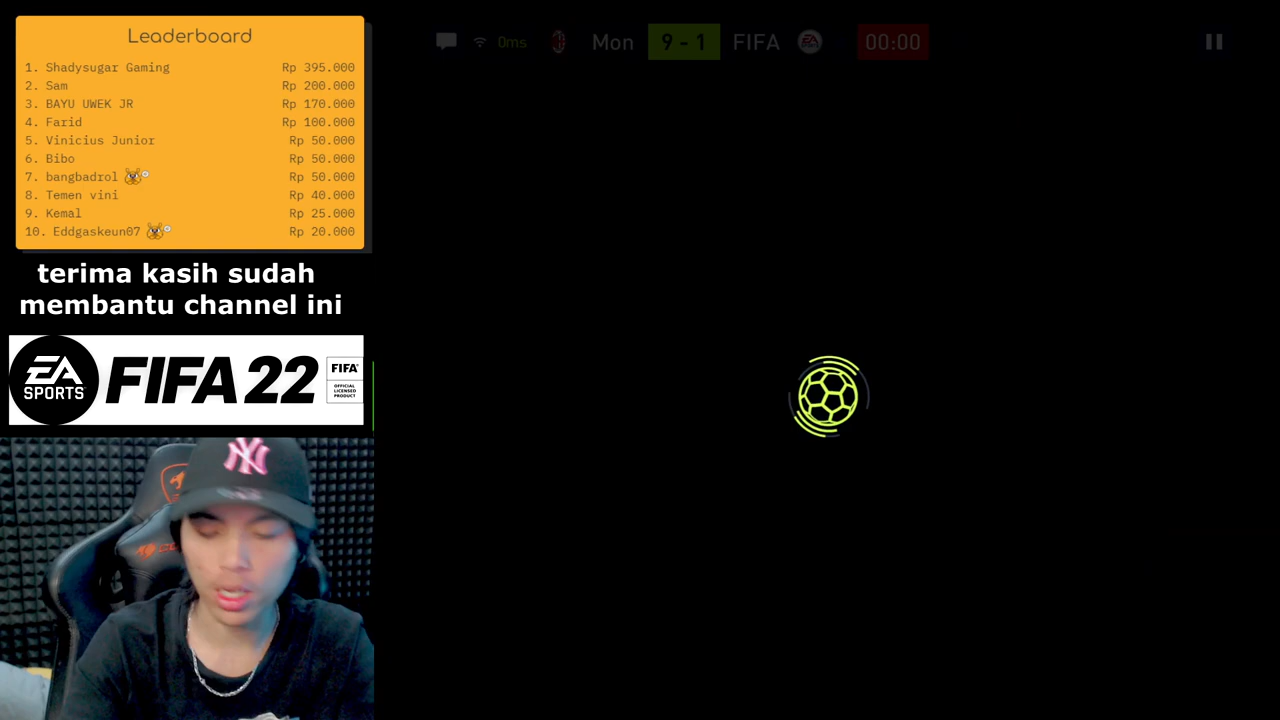 Leaderboard
1. Shadysugar Gaming Rp 395.000
2. Sam Rp 200.000
3. BAYU UWEK JR Rp 170.000
4. Farid Rp 100.000
5. Vinicius Junior Rp 50.000
6. Bibo Rp 50.000
7. bangbadrol Rp 50.000
8. Temen vini Rp 40.000
9. Kemal Rp 25.000
10. Eddgaskeun07 Rp 20.000
terima kasih sudah
membantu channel ini
EA SPORTS FIFA 22 FIFA OFFICIAL LICENSED PRODUCT
0ms Mon 9 - 1 FIFA EA 00:00
NY